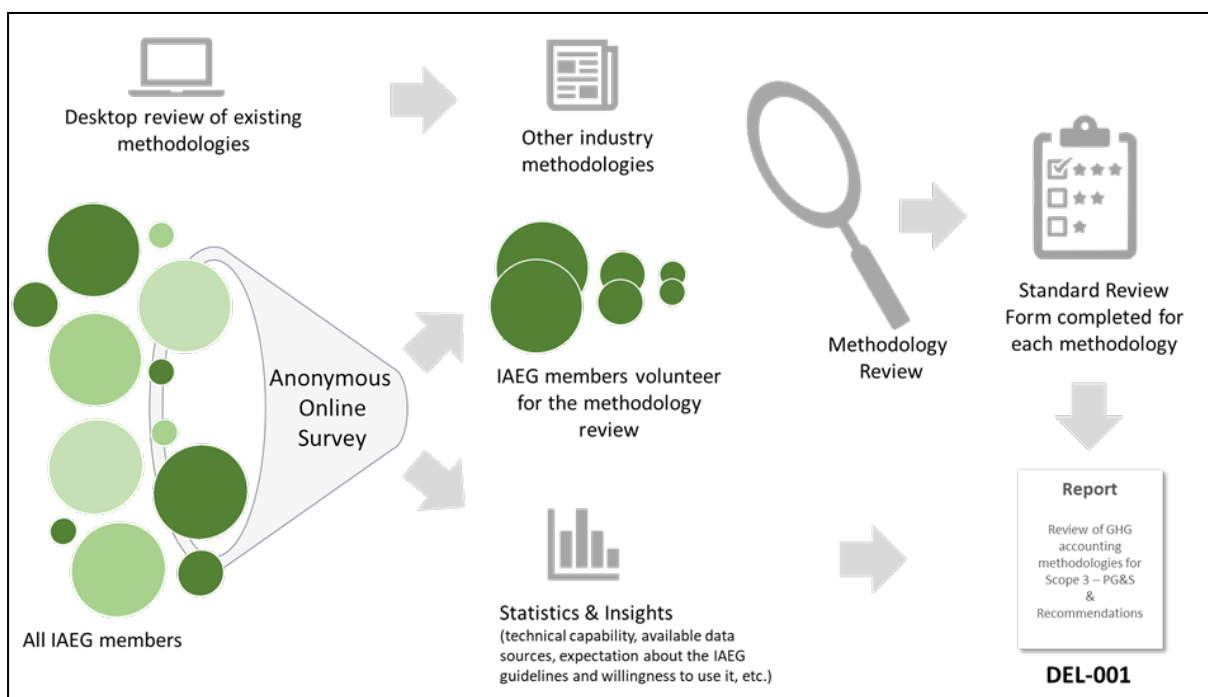 Desktop review of existing
methodologies
Other industry
methodologies
Methodology
Review
Standard Review
Form completed for
each methodology
Anonymous
Online
Survey
IAEG members volunteer
for the methodology
review
All IAEG members
Statistics & Insights
(technical capability, available data
sources, expectation about the IAEG
guidelines and willingness to use it, etc.)
Report
Review of GHG
accounting
methodologies for
Scope 3 – PG&S
&
Recommendations
DEL-001